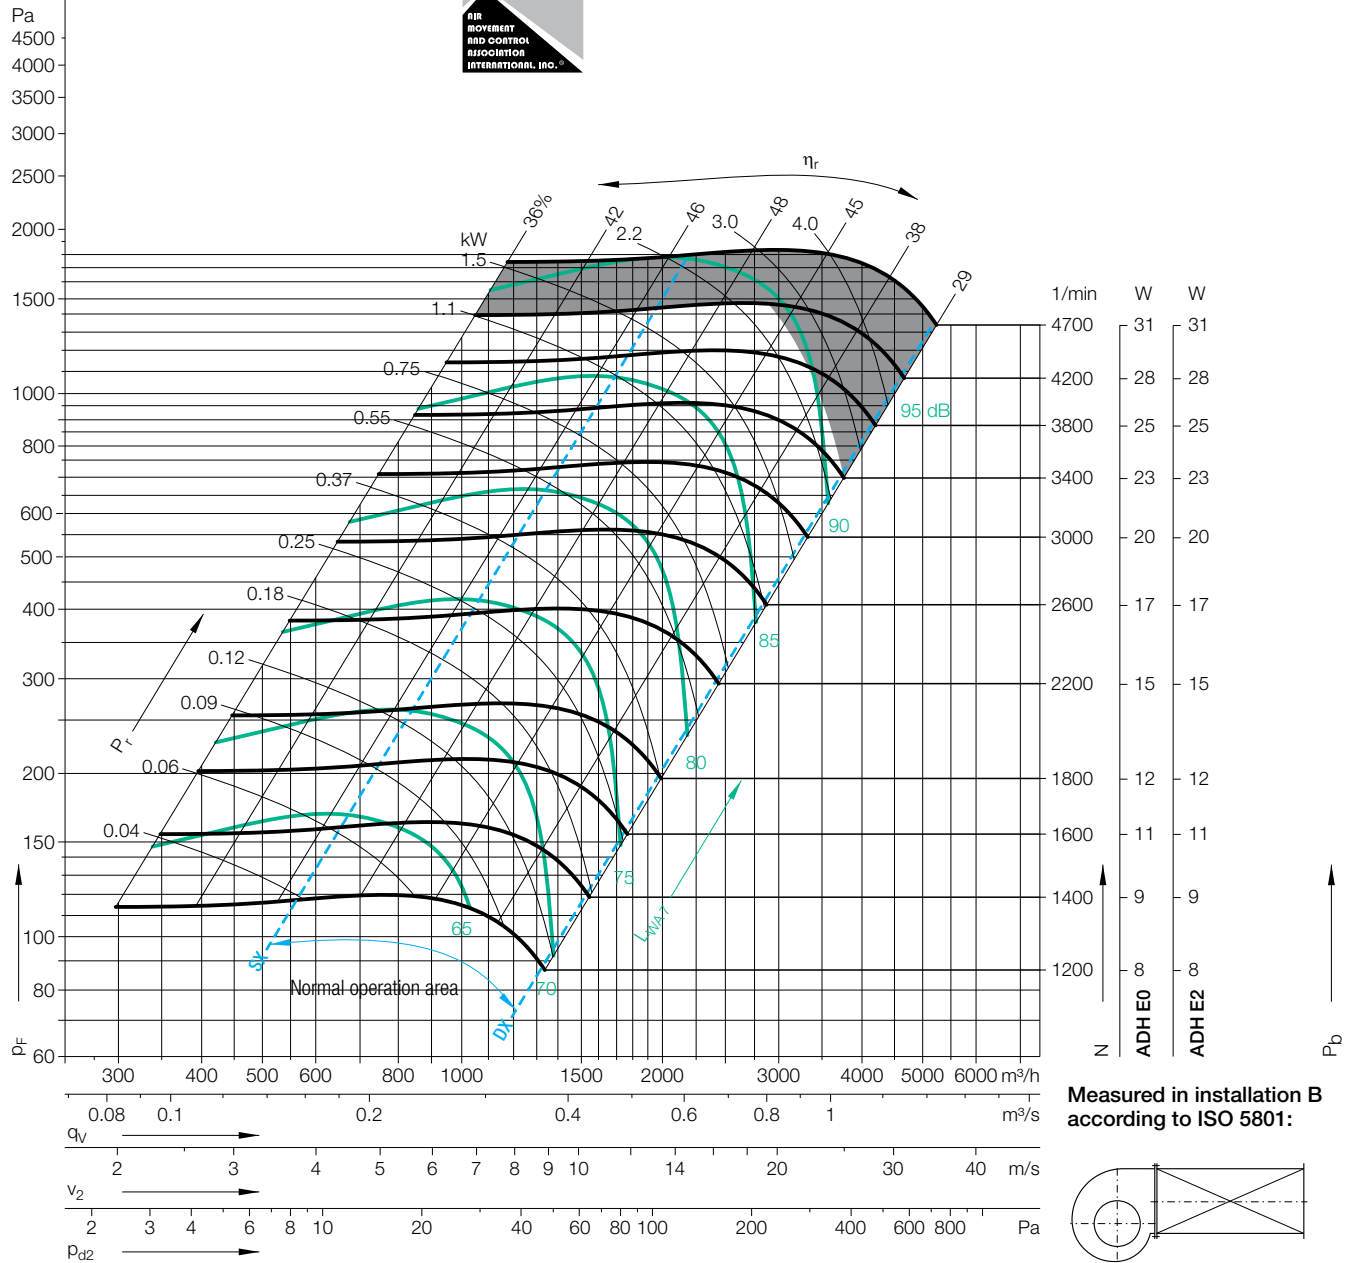 Pa
AIR
MOVEMENT
AND CONTROL
ASSOCIATION
INTERNATIONAL, INC.®
4500
4000
3500
3000
2500
2000
1500
1000
800
600
500
400
300
200
150
100
80
60
pF
ηr
36%
42
46
48
45
38
29
kW
1.5
2.2
3.0
4.0
1.1
0.75
0.55
0.37
0.25
0.18
0.12
0.09
0.06
0.04
Pr
95 dB
90
85
80
75
70
65
LWA7
SX
DX
Normal operation area
1/min W W
4700 31 31
4200 28 28
3800 25 25
3400 23 23
3000 20 20
2600 17 17
2200 15 15
1800 12 12
1600 11 11
1400 9 9
1200 8 8
N ADH E0 ADH E2 Pb
300 400 500 600 800 1000 1500 2000 3000 4000 5000 6000 m³/h
0.08 0.1 0.2 0.4 0.6 0.8 1 m³/s
qV
2 3 4 5 6 7 8 9 10 14 20 30 40 m/s
v2
2 3 4 6 8 10 20 40 60 80 100 200 400 600 800 Pa
pd2
Measured in installation B
according to ISO 5801: